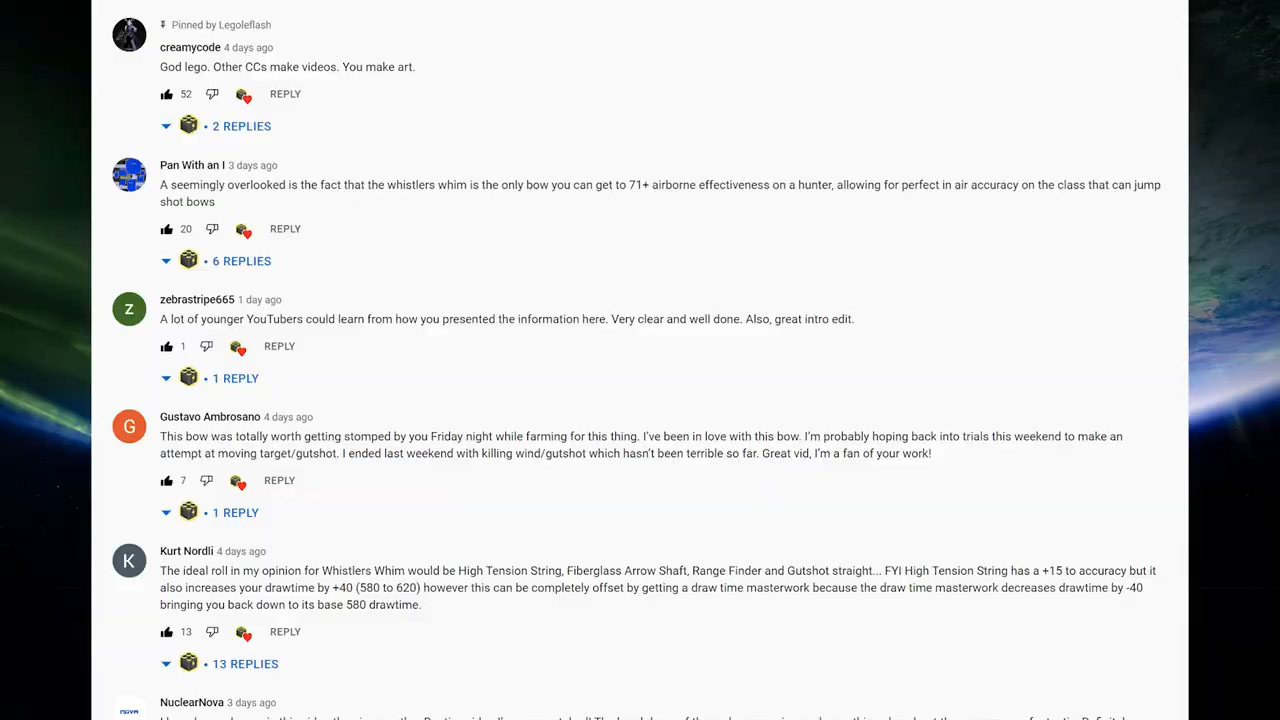 Pinned by Legoleflash
creamycode 4 days ago
God lego. Other CCs make videos. You make art.
52 REPLY
• 2 REPLIES
Pan With an I 3 days ago
A seemingly overlooked is the fact that the whistlers whim is the only bow you can get to 71+ airborne effectiveness on a hunter, allowing for perfect in air accuracy on the class that can jump
shot bows
20 REPLY
• 6 REPLIES
Z
zebrastripe665 1 day ago
A lot of younger YouTubers could learn from how you presented the information here. Very clear and well done. Also, great intro edit.
1 REPLY
• 1 REPLY
G
Gustavo Ambrosano 4 days ago
This bow was totally worth getting stomped by you Friday night while farming for this thing. I've been in love with this bow. I'm probably hoping back into trials this weekend to make an
attempt at moving target/gutshot. I ended last weekend with killing wind/gutshot which hasn't been terrible so far. Great vid, I'm a fan of your work!
7 REPLY
• 1 REPLY
K
Kurt Nordli 4 days ago
The ideal roll in my opinion for Whistlers Whim would be High Tension String, Fiberglass Arrow Shaft, Range Finder and Gutshot straight... FYI High Tension String has a +15 to accuracy but it
also increases your drawtime by +40 (580 to 620) however this can be completely offset by getting a draw time masterwork because the draw time masterwork decreases drawtime by -40
bringing you back down to its base 580 drawtime.
13 REPLY
• 13 REPLIES
NuclearNova 3 days ago